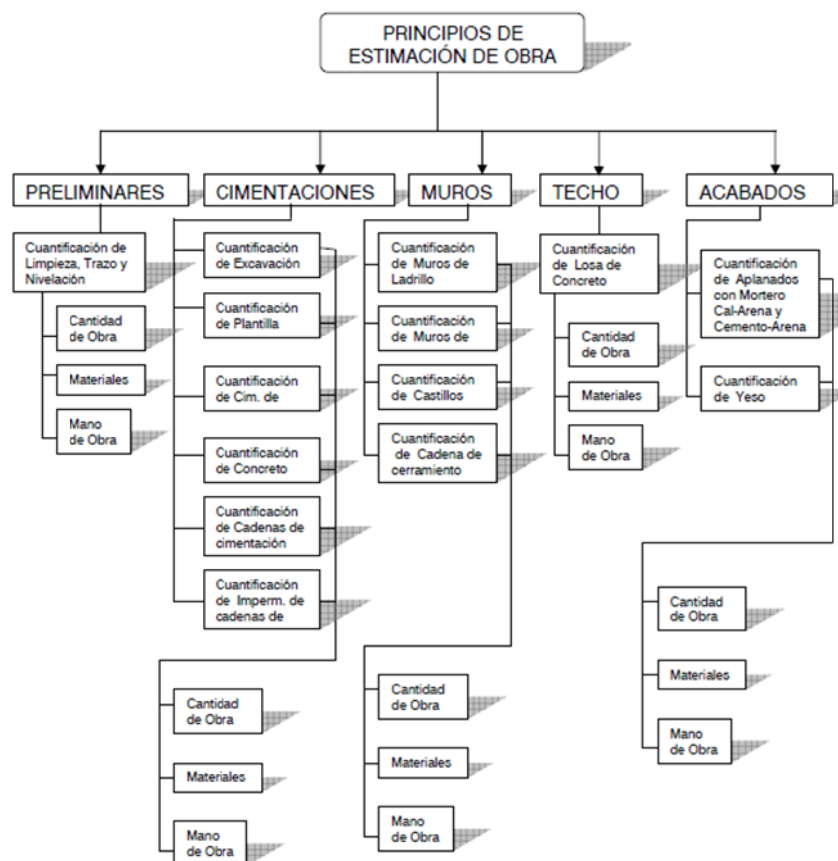 PRINCIPIOS DE
ESTIMACIÓN DE OBRA
PRELIMINARES
CIMENTACIONES
MUROS
TECHO
ACABADOS
Cuantificación de
Limpieza, Trazo y
Nivelación
Cantidad
de Obra
Materiales
Mano
de Obra
Cuantificación
de Excavación
Cuantificación
de Plantilla
Cuantificación
de Cim. de
Cuantificación
de Concreto
Cuantificación
de Cadenas de
cimentación
Cuantificación
de Imperm. de
cadenas de
Cantidad
de Obra
Materiales
Mano
de Obra
Cuantificación
de Muros de
Ladrillo
Cuantificación
de Muros de
Cuantificación
de Castillos
Cuantificación
de Cadena de
cerramiento
Cantidad
de Obra
Materiales
Mano
de Obra
Cuantificación
de Losa de
Concreto
Cantidad
de Obra
Materiales
Mano
de Obra
Cuantificación
de Aplanados
con Mortero
Cal-Arena y
Cemento-Arena
Cuantificación
de Yeso
Cantidad
de Obra
Materiales
Mano
de Obra